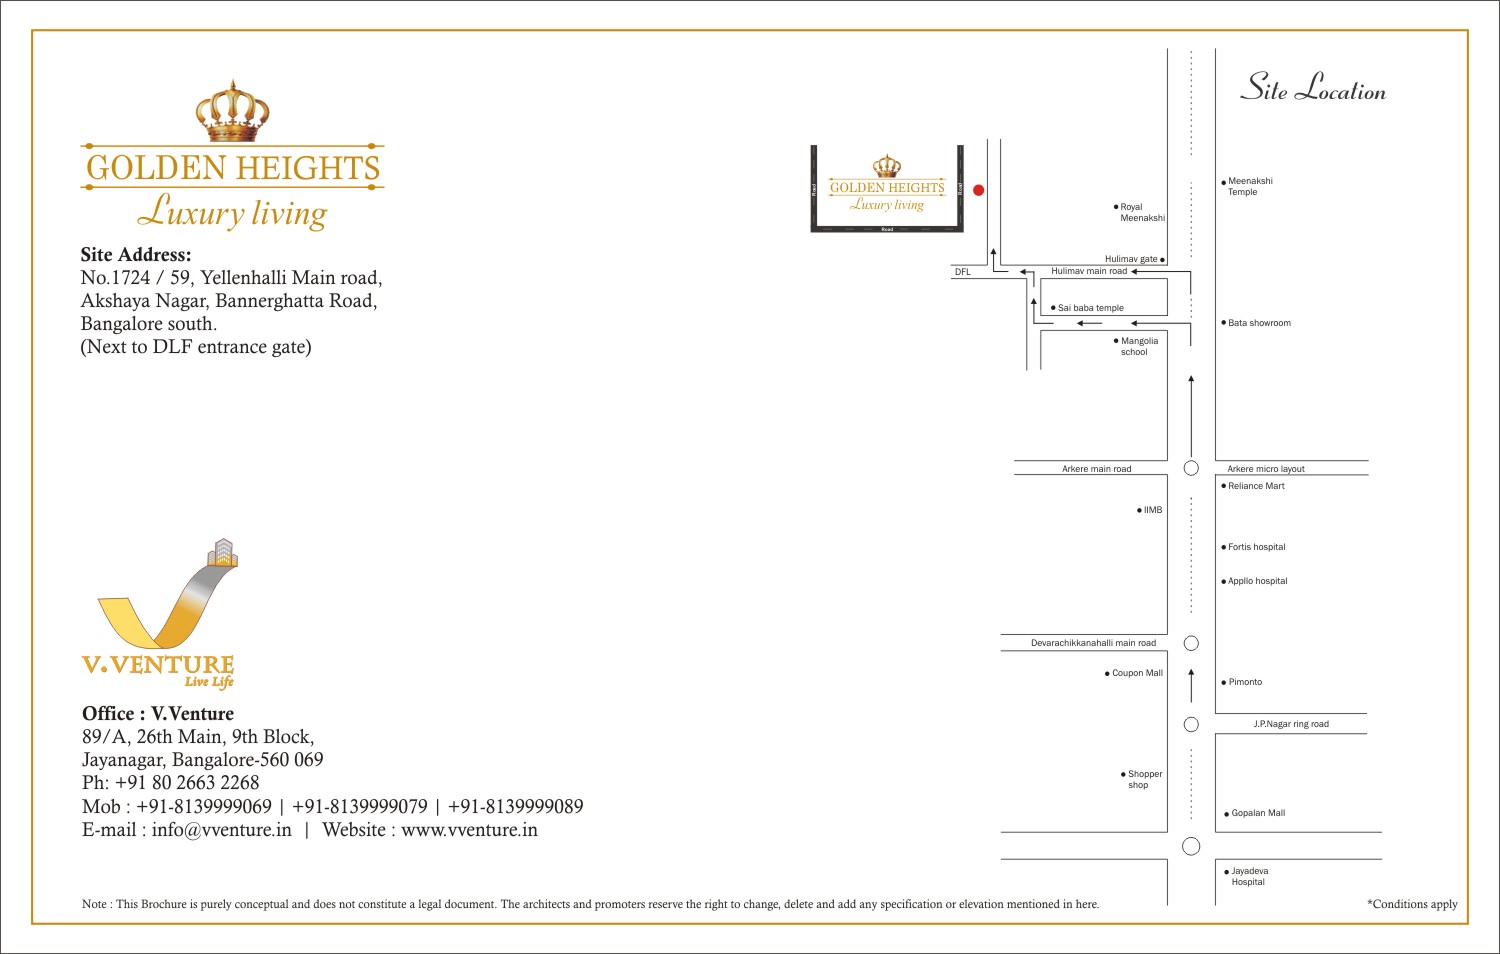 GOLDEN HEIGHTS
Luxury living
Site Address:
No.1724 / 59, Yellenhalli Main road,
Akshaya Nagar, Bannerghatta Road,
Bangalore south.
(Next to DLF entrance gate)
V.VENTURE
Live Life
Office : V.Venture
89/A, 26th Main, 9th Block,
Jayanagar, Bangalore-560 069
Ph: +91 80 2663 2268
Mob : +91-8139999069 | +91-8139999079 | +91-8139999089
E-mail : info@vventure.in | Website : www.vventure.in
Site Location
Road
GOLDEN HEIGHTS
Luxury living
Road
Road
Meenakshi
Temple
Royal
Meenakshi
Hulimav gate
DFL
Hulimav main road
Sai baba temple
Bata showroom
Mangolia
school
Arkere main road
Arkere micro layout
Reliance Mart
IIMB
Fortis hospital
Appllo hospital
Devarachikkanahalli main road
Coupon Mall
Pimonto
J.P.Nagar ring road
Shopper
shop
Gopalan Mall
Jayadeva
Hospital
Note : This Brochure is purely conceptual and does not constitute a legal document. The architects and promoters reserve the right to change, delete and add any specification or elevation mentioned in here.
*Conditions apply